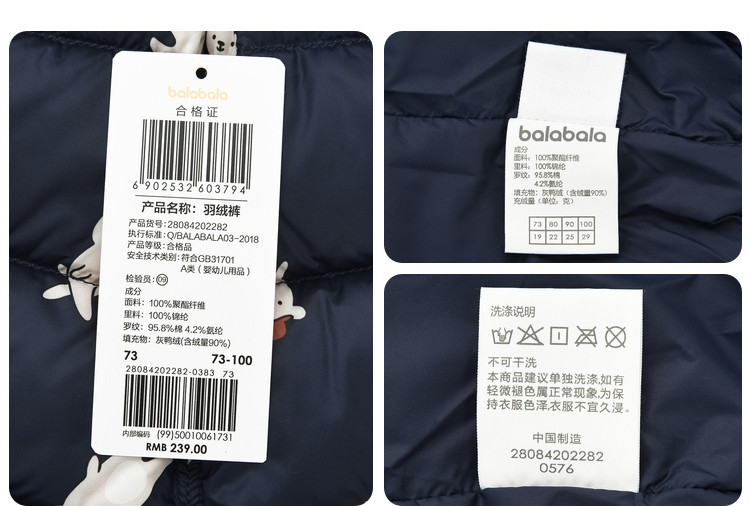 balabala
合格证
6 902532 603794
产品名称：羽绒裤
产品货号：28084202282
执行标准：Q/BALABALA03-2018
产品等级：合格品
安全技术类别：符合GB31701
A类（婴幼儿用品）
检验员：09
成分
面料：100%聚酯纤维
里料：100%锦纶
罗纹：95.8%棉 4.2%氨纶
填充物：灰鸭绒(含绒量90%)
73 73-100
28084202282-0383 73
内部编码 (99)50010061731
RMB 239.00
balabala
成分
面料：100%聚酯纤维
里料：100%锦纶
罗纹：95.8%棉
4.2%氨纶
填充物：灰鸭绒（含绒量90%）
充绒量（单位：克）
73 80 90 100
19 22 25 29
洗涤说明
不可干洗
本商品建议单独洗涤,如有
轻微褪色属正常现象,为保
持衣服色泽,衣服不宜久浸。
中国制造
28084202282
0576